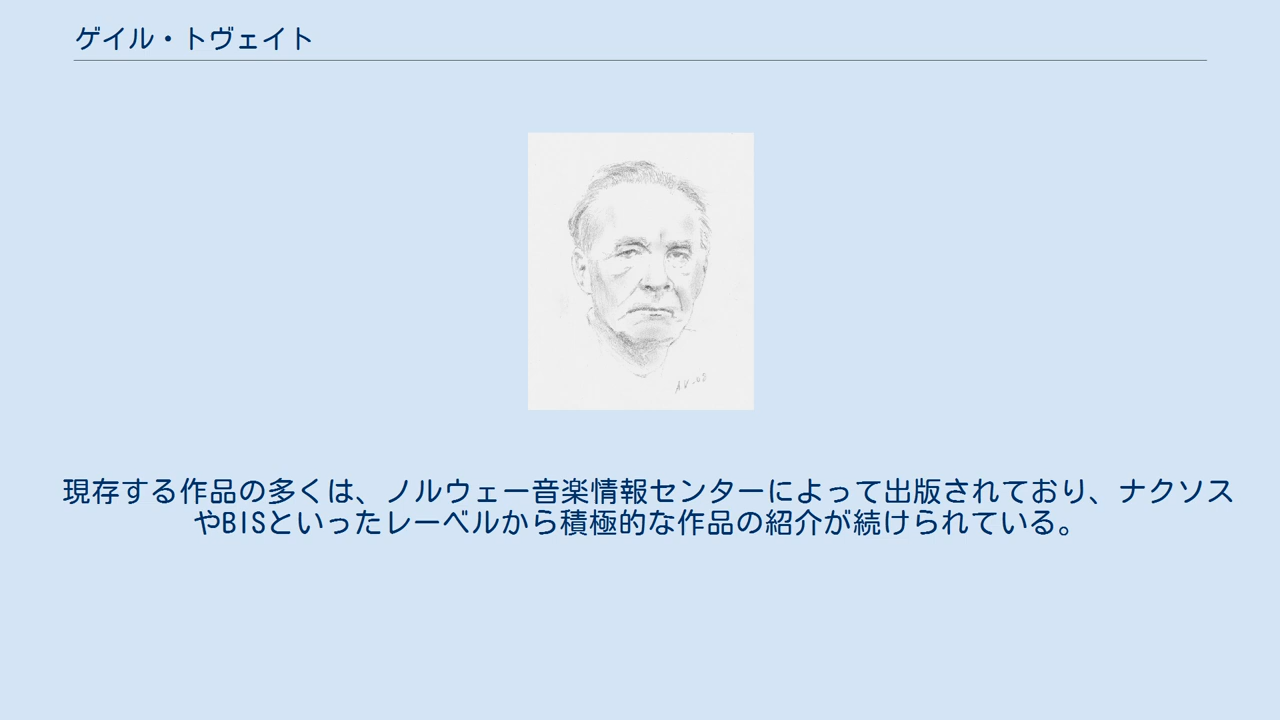 ゲイル・トヴェイト
A.V.-02
現存する作品の多くは、ノルウェー音楽情報センターによって出版されており、ナクソス
やBISといったレーベルから積極的な作品の紹介が続けられている。